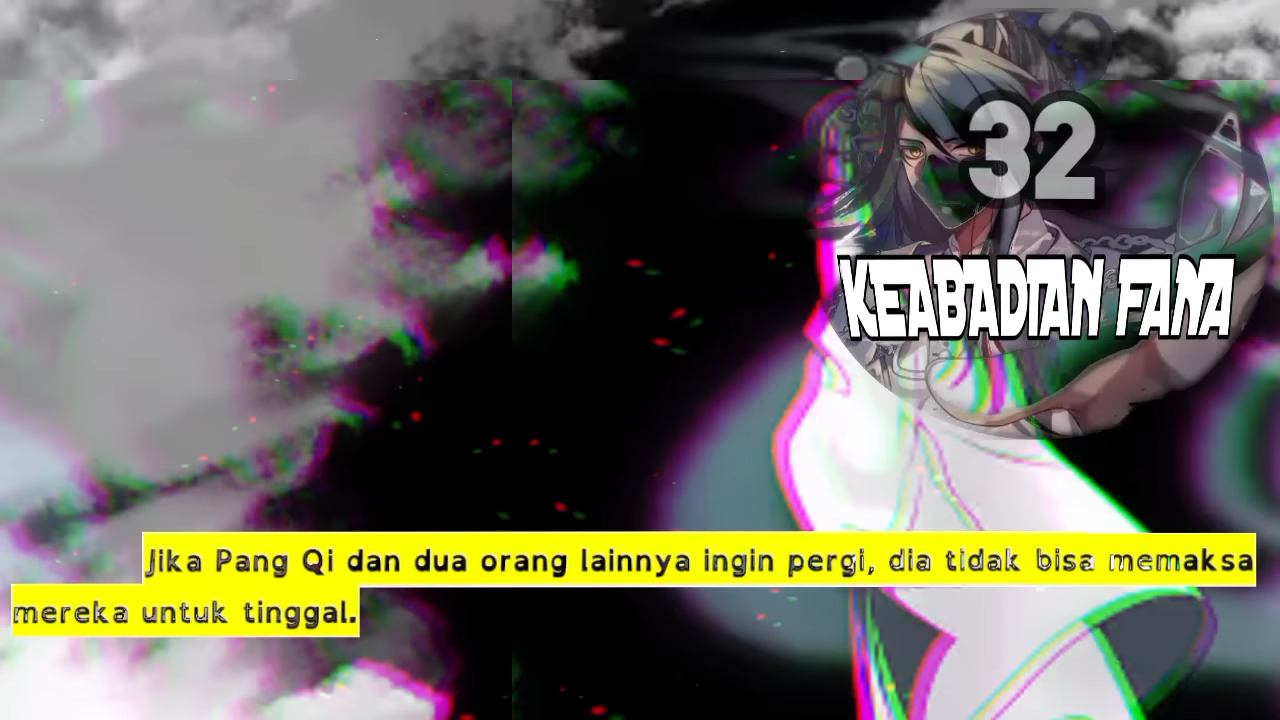 32
KEABADIAN FANA
Jika Pang Qi dan dua orang lainnya ingin pergi, dia tidak bisa memaksa
mereka untuk tinggal.